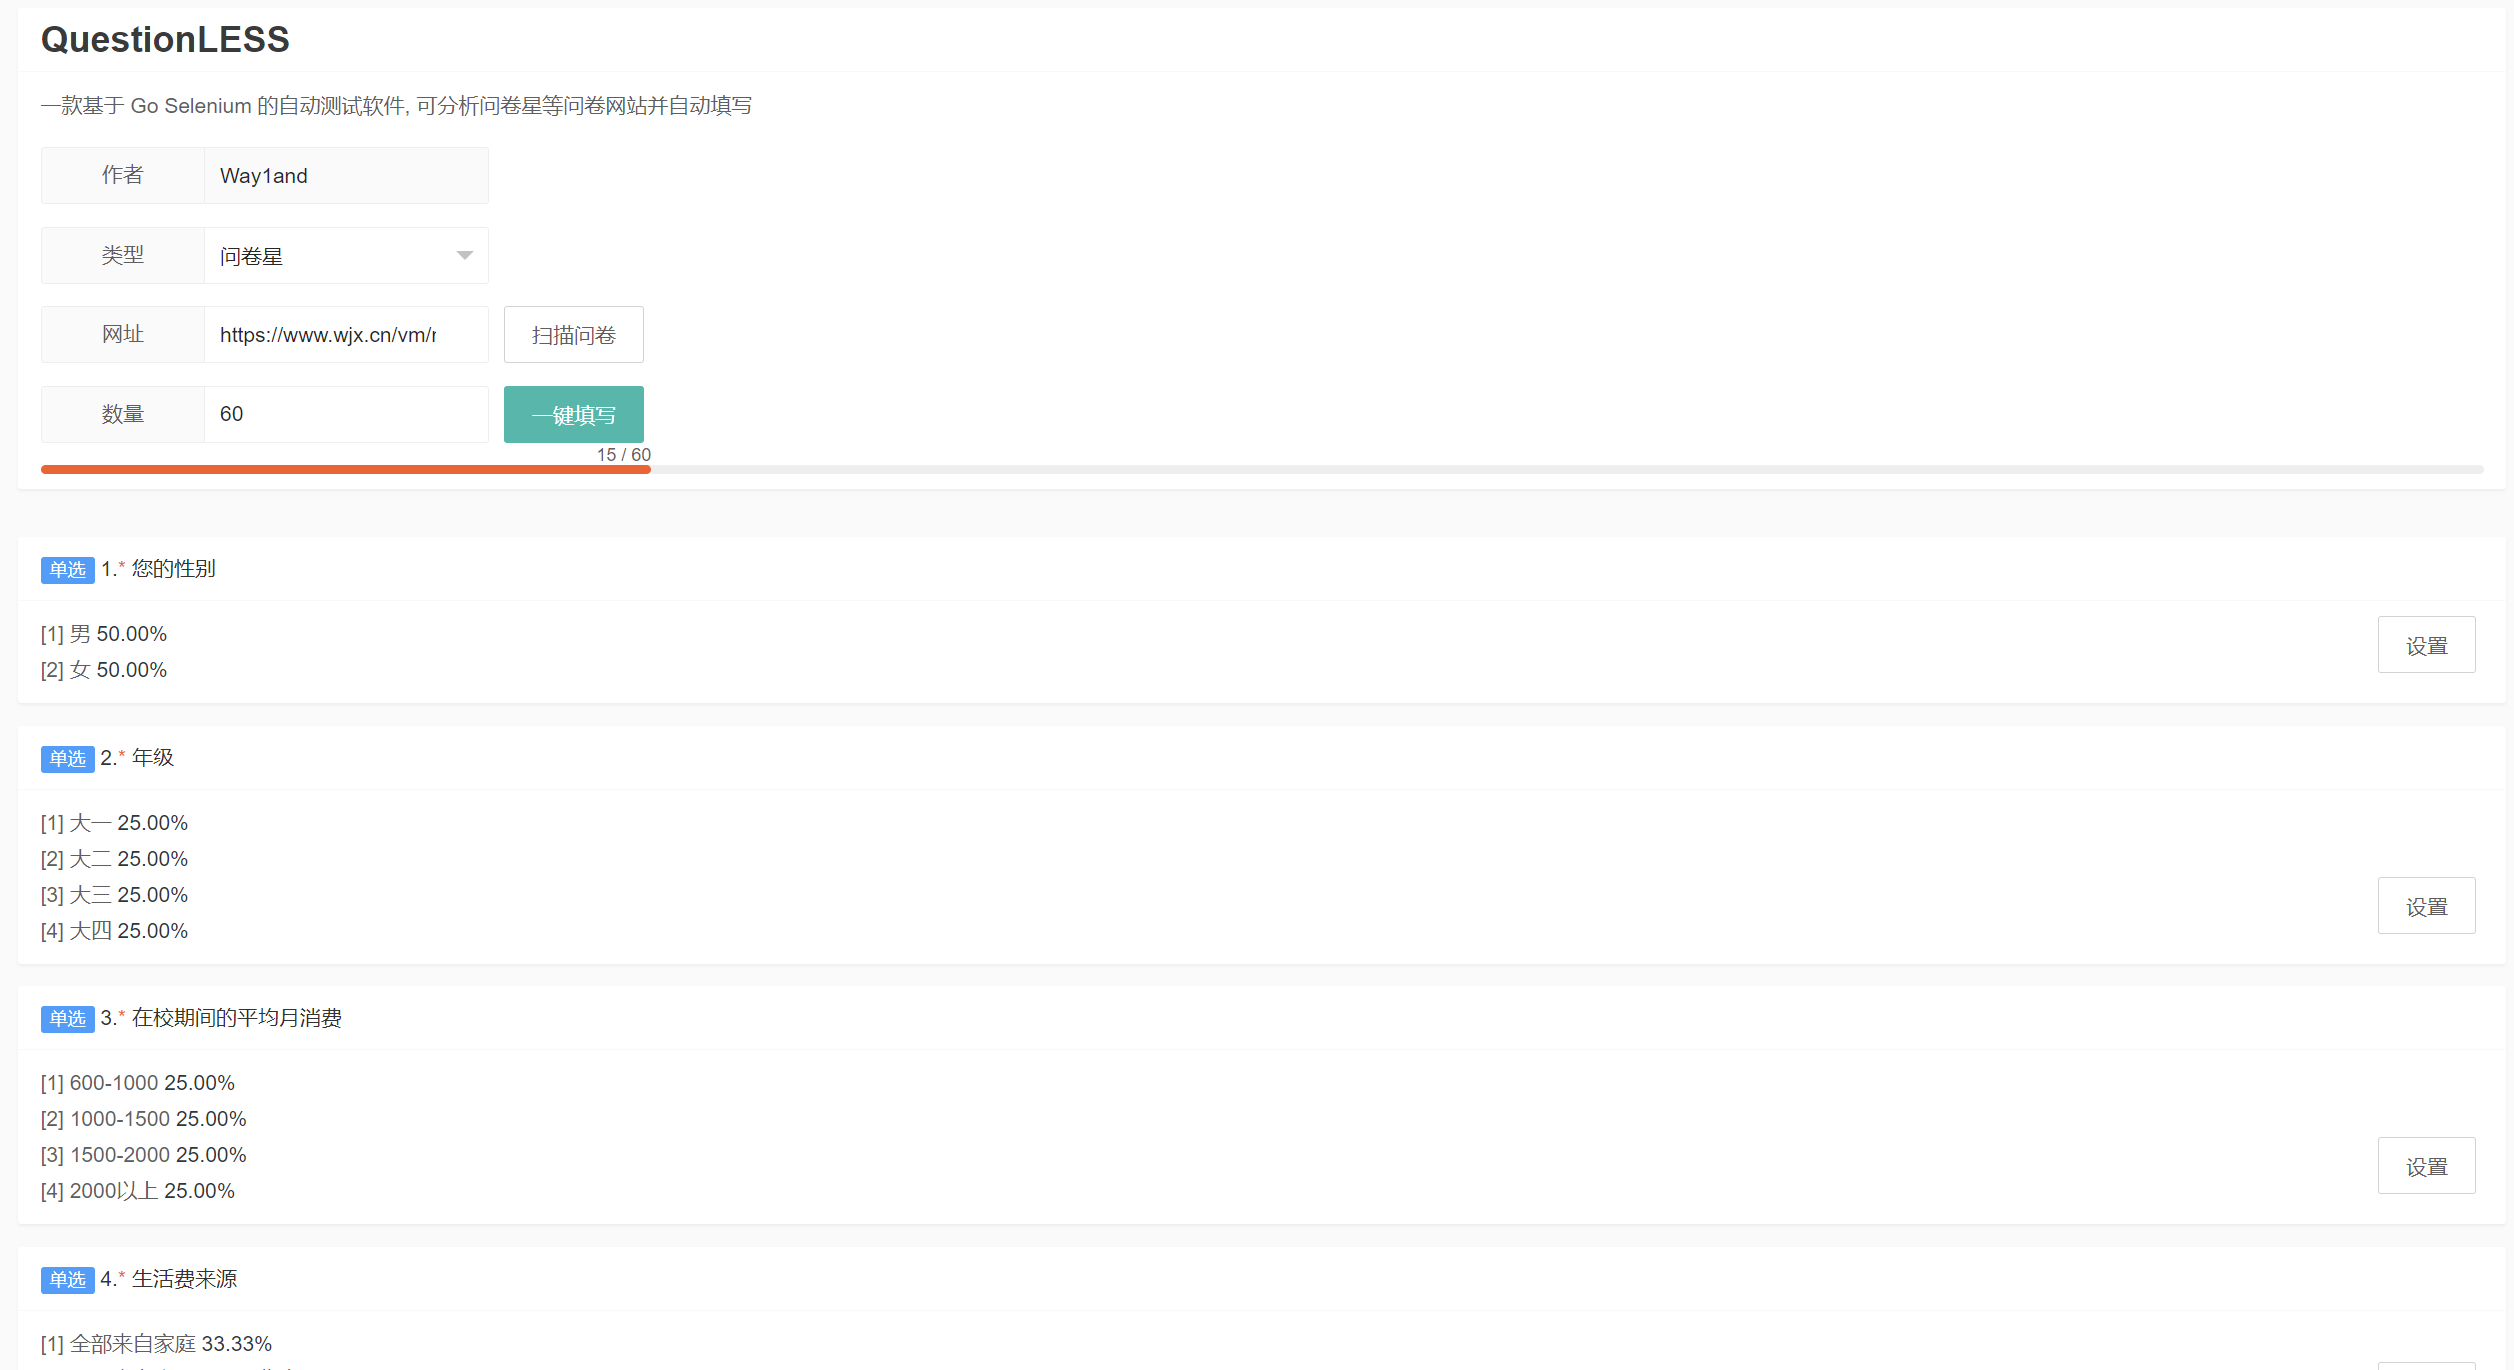 QuestionLESS
一款基于 Go Selenium 的自动测试软件, 可分析问卷星等问卷网站并自动填写
作者 Way1and
类型 问卷星
网址 https://www.wjx.cn/vm/r 扫描问卷
数量 60 一键填写
15 / 60
单选 1.* 您的性别
[1] 男 50.00%
[2] 女 50.00%
设置
单选 2.* 年级
[1] 大一 25.00%
[2] 大二 25.00%
[3] 大三 25.00%
[4] 大四 25.00%
设置
单选 3.* 在校期间的平均月消费
[1] 600-1000 25.00%
[2] 1000-1500 25.00%
[3] 1500-2000 25.00%
[4] 2000以上 25.00%
设置
单选 4.* 生活费来源
[1] 全部来自家庭 33.33%